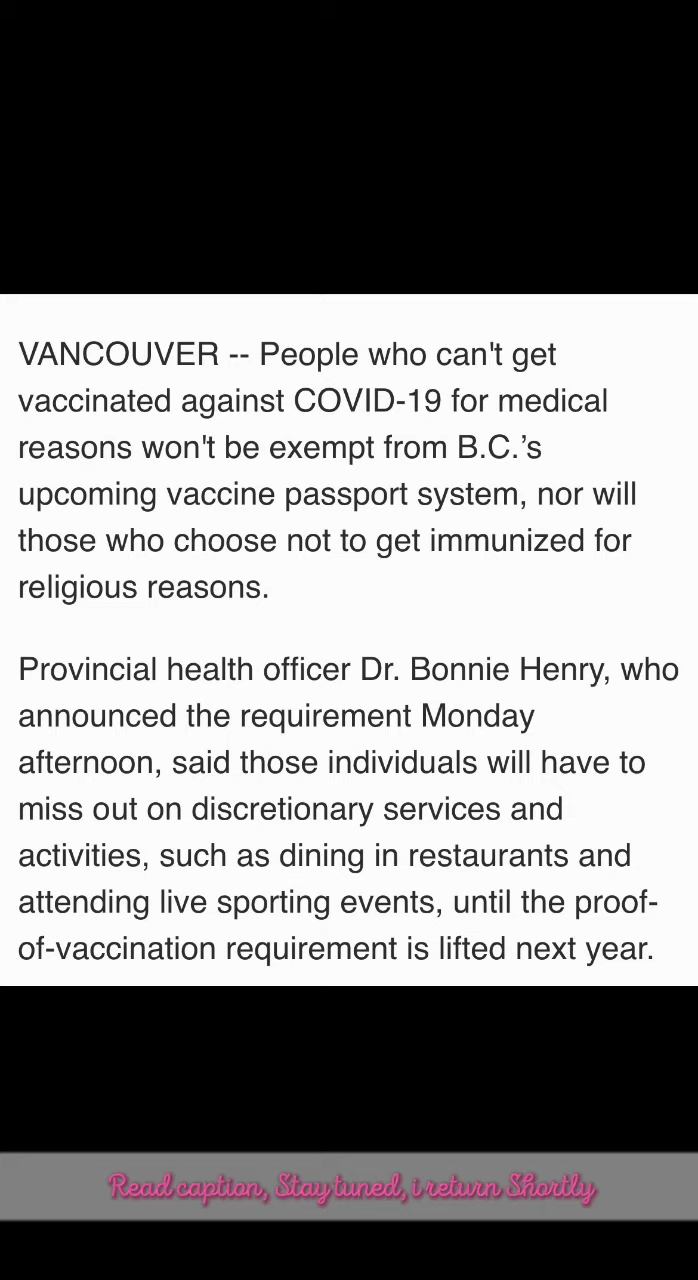 VANCOUVER -- People who can't get
vaccinated against COVID-19 for medical
reasons won't be exempt from B.C.’s
upcoming vaccine passport system, nor will
those who choose not to get immunized for
religious reasons.
Provincial health officer Dr. Bonnie Henry, who
announced the requirement Monday
afternoon, said those individuals will have to
miss out on discretionary services and
activities, such as dining in restaurants and
attending live sporting events, until the proof-
of-vaccination requirement is lifted next year.
Read caption, Stay tuned, i return Shortly